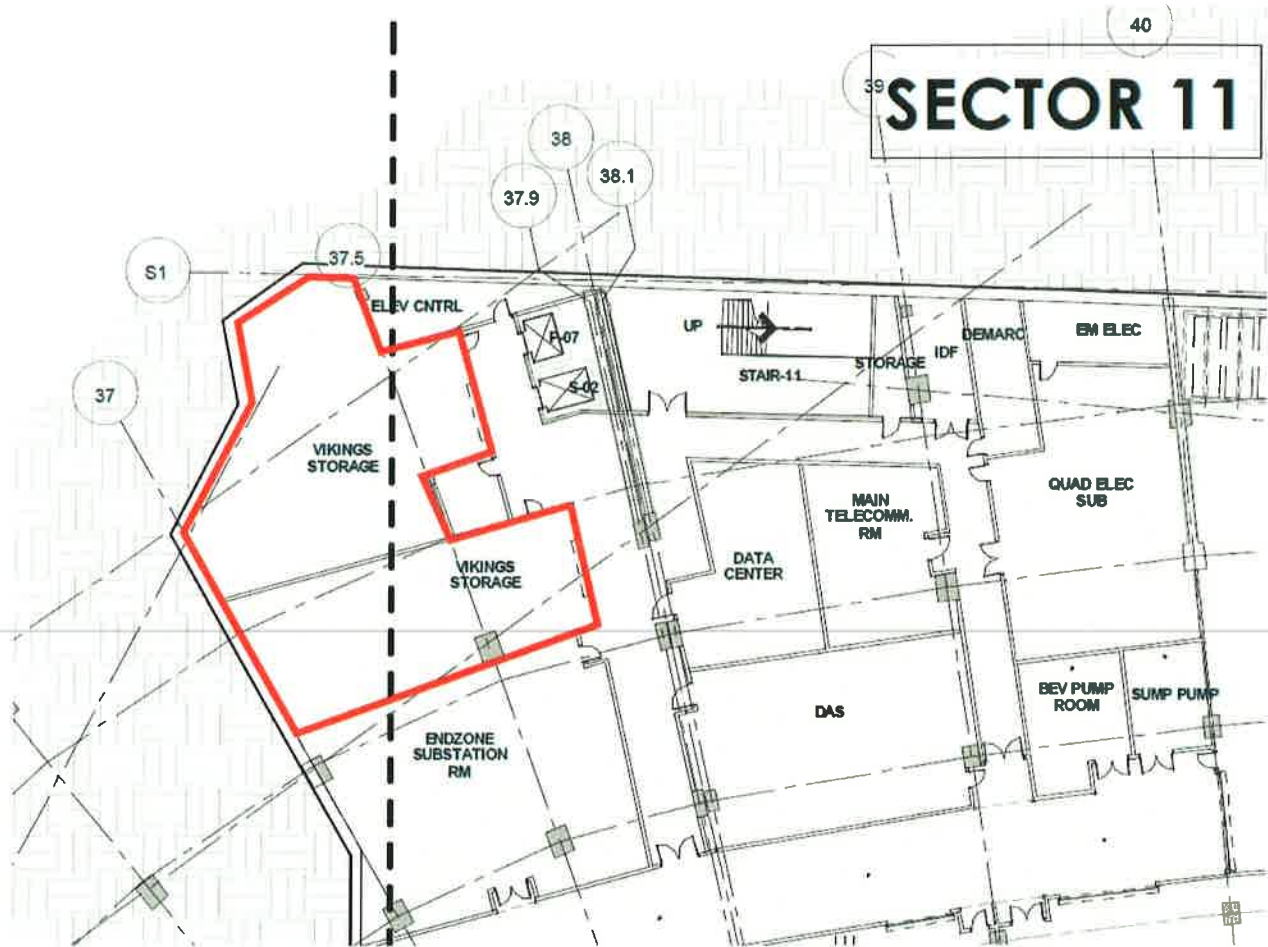 40
39
SECTOR 11
38
38.1
37.9
37.5
S1
ELEV CNTRL
P-07
UP
DEMARC
EM ELEC
IDF
STORAGE
STAIR-11
S-02
37
VIKINGS
STORAGE
QUAD ELEC
SUB
MAIN
TELECOMM.
RM
DATA
CENTER
VIKINGS
STORAGE
BEV PUMP
ROOM
SUMP PUMP
DAS
ENDZONE
SUBSTATION
RM